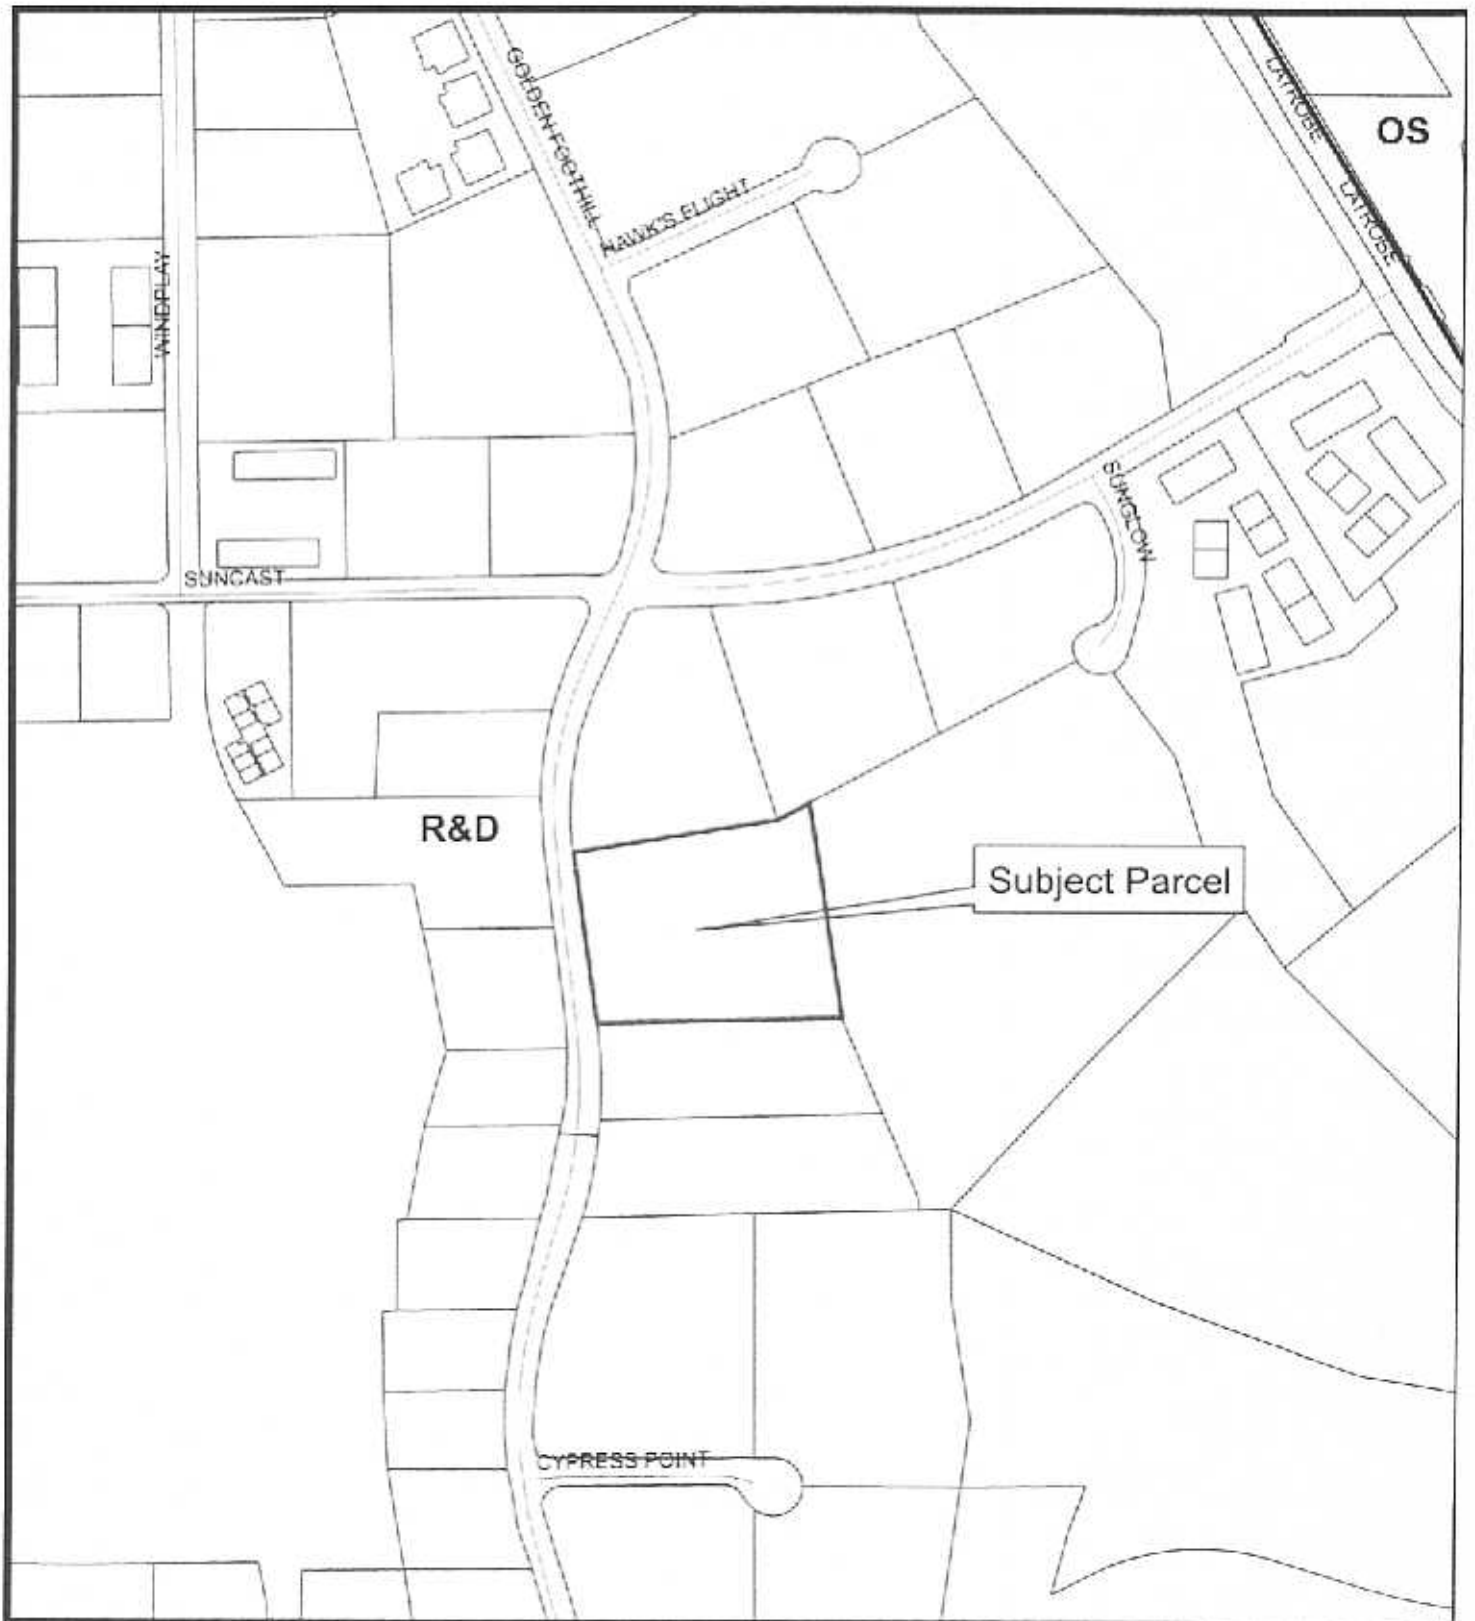 GOLDEN FOOTHILL
LATROBE
OS
HAWK'S FLIGHT
LATROBE
WINDPLAY
SUNGLOW
SUNCAST
R&D
Subject Parcel
CYPRESS POINT